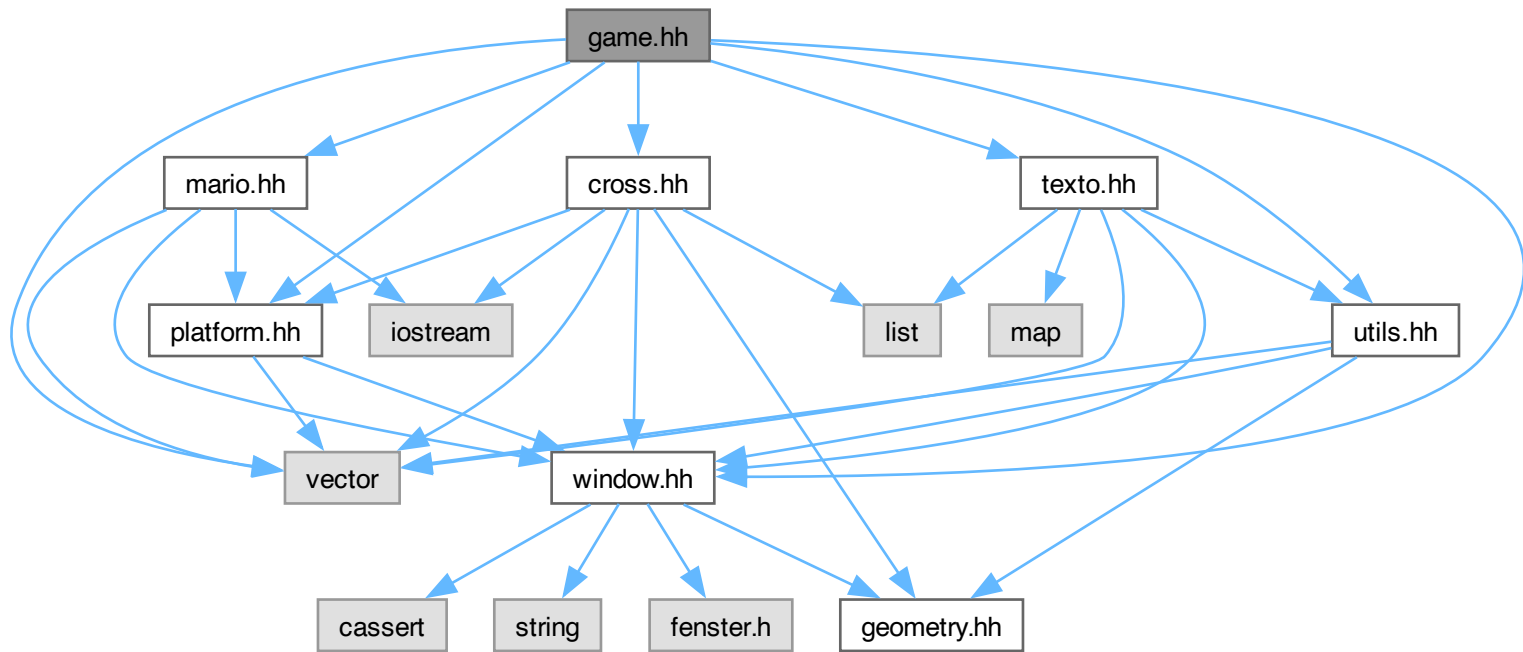 game.hh
mario.hh
cross.hh
texto.hh
platform.hh
iostream
list
map
utils.hh
vector
window.hh
cassert
string
fenster.h
geometry.hh